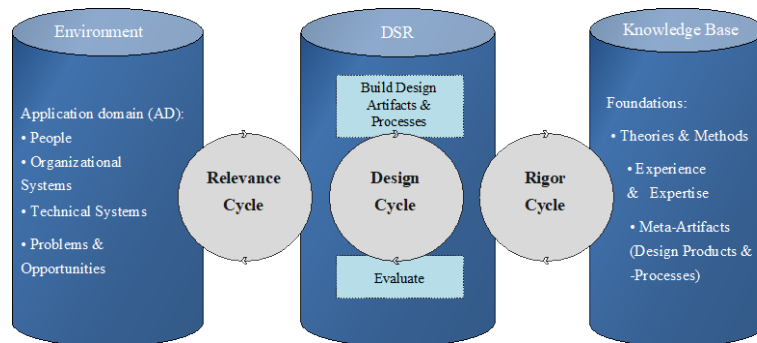 Environment
Application domain (AD):
• People
• Organizational
Systems
• Technical Systems
• Problems &
Opportunities
Relevance
Cycle
DSR
Build Design
Artifacts &
Processes
Design
Cycle
Evaluate
Rigor
Cycle
Knowledge Base
Foundations:
• Theories & Methods
• Experience
& Expertise
• Meta-Artifacts
(Design Products &
-Processes)